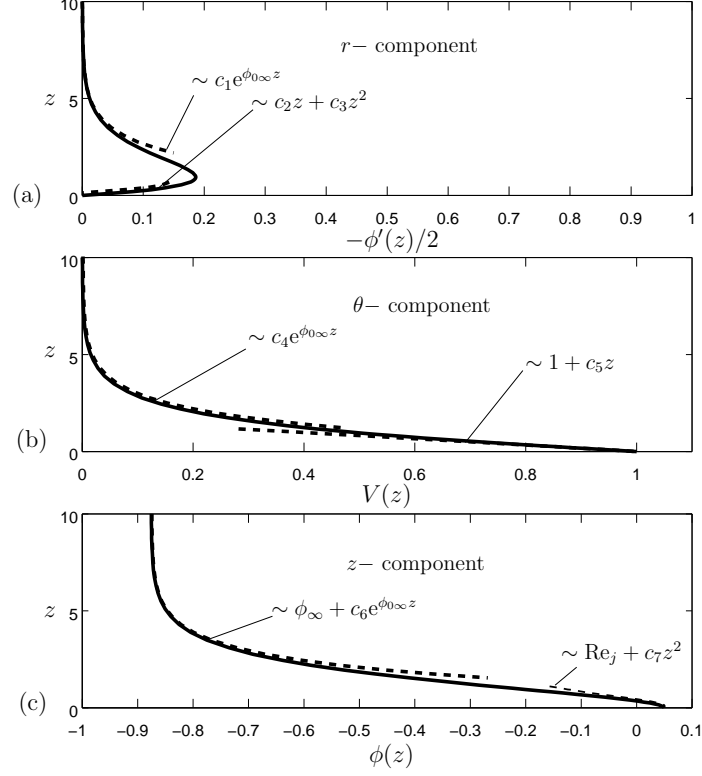 10
r− component
∼ c₁e^{ϕ₀∞z}
∼ c₂z + c₃z²
z
5
(a)
0
0 0.1 0.2 0.3 0.4 0.5 0.6 0.7 0.8 0.9 1
−ϕ′(z)/2
10
θ− component
∼ c₄e^{ϕ₀∞z}
z
5
∼ 1 + c₅z
(b)
0
0 0.2 0.4 0.6 0.8 1
V(z)
10
z− component
z
5
∼ ϕ∞ + c₆e^{ϕ₀∞z}
∼ Reⱼ + c₇z²
(c)
0
−1 −0.9 −0.8 −0.7 −0.6 −0.5 −0.4 −0.3 −0.2 −0.1 0 0.1
ϕ(z)